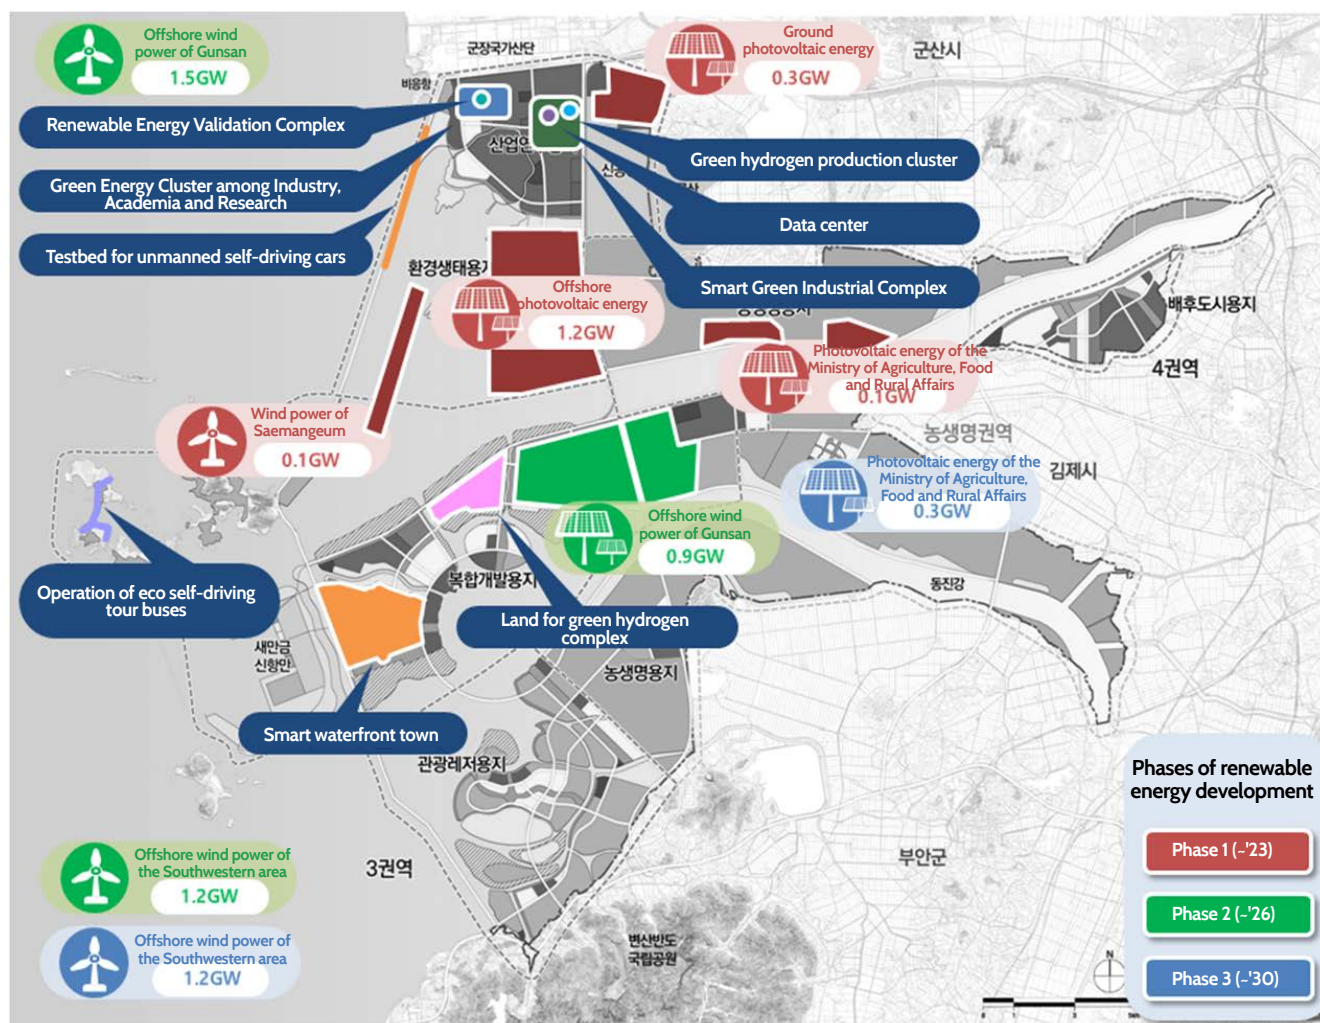 Offshore wind
power of Gunsan
1.5GW
군장국가산단
Ground
photovoltaic energy
0.3GW
군산시
비응항
Renewable Energy Validation Complex
Green hydrogen production cluster
Green Energy Cluster among Industry,
Academia and Research
Data center
Testbed for unmanned self-driving cars
환경생태용지
Smart Green Industrial Complex
Offshore
photovoltaic energy
1.2GW
배후도시용지
4권역
Photovoltaic energy of the
Ministry of Agriculture, Food
and Rural Affairs
0.1GW
Wind power of
Saemangeum
0.1GW
농생명권역
김제시
Photovoltaic energy of the
Ministry of Agriculture,
Food and Rural Affairs
0.3GW
Offshore wind
power of Gunsan
0.9GW
복합개발용지
동진강
Operation of eco self-driving
tour buses
Land for green hydrogen
complex
새만금
신항만
농생명용지
Smart waterfront town
관광레저용지
Phases of renewable
energy development
Phase 1 (~'23)
Phase 2 (~'26)
Phase 3 (~'30)
Offshore wind power of
the Southwestern area
1.2GW
3권역
부안군
Offshore wind power of
the Southwestern area
1.2GW
변산반도
국립공원
N